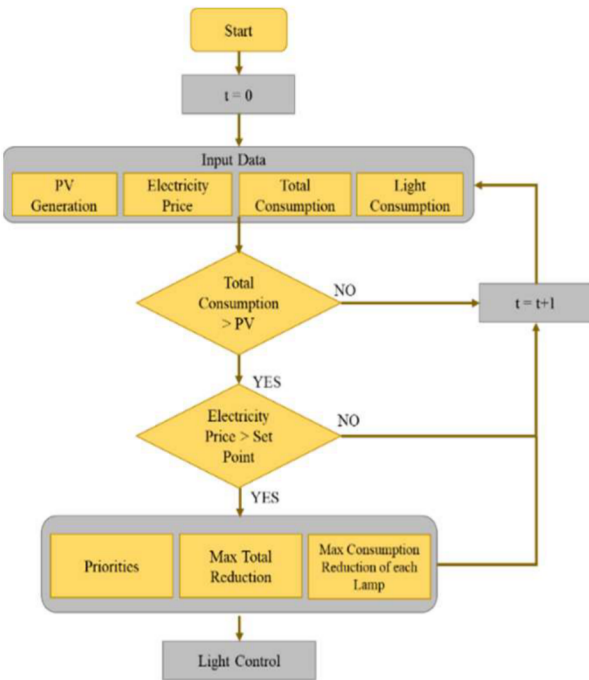 Start
t = 0
Input Data
PV
Generation
Electricity
Price
Total
Consumption
Light
Consumption
Total
Consumption
> PV
NO
t = t+1
YES
Electricity
Price > Set
Point
NO
YES
Priorities
Max Total
Reduction
Max Consumption
Reduction of each
Lamp
Light Control